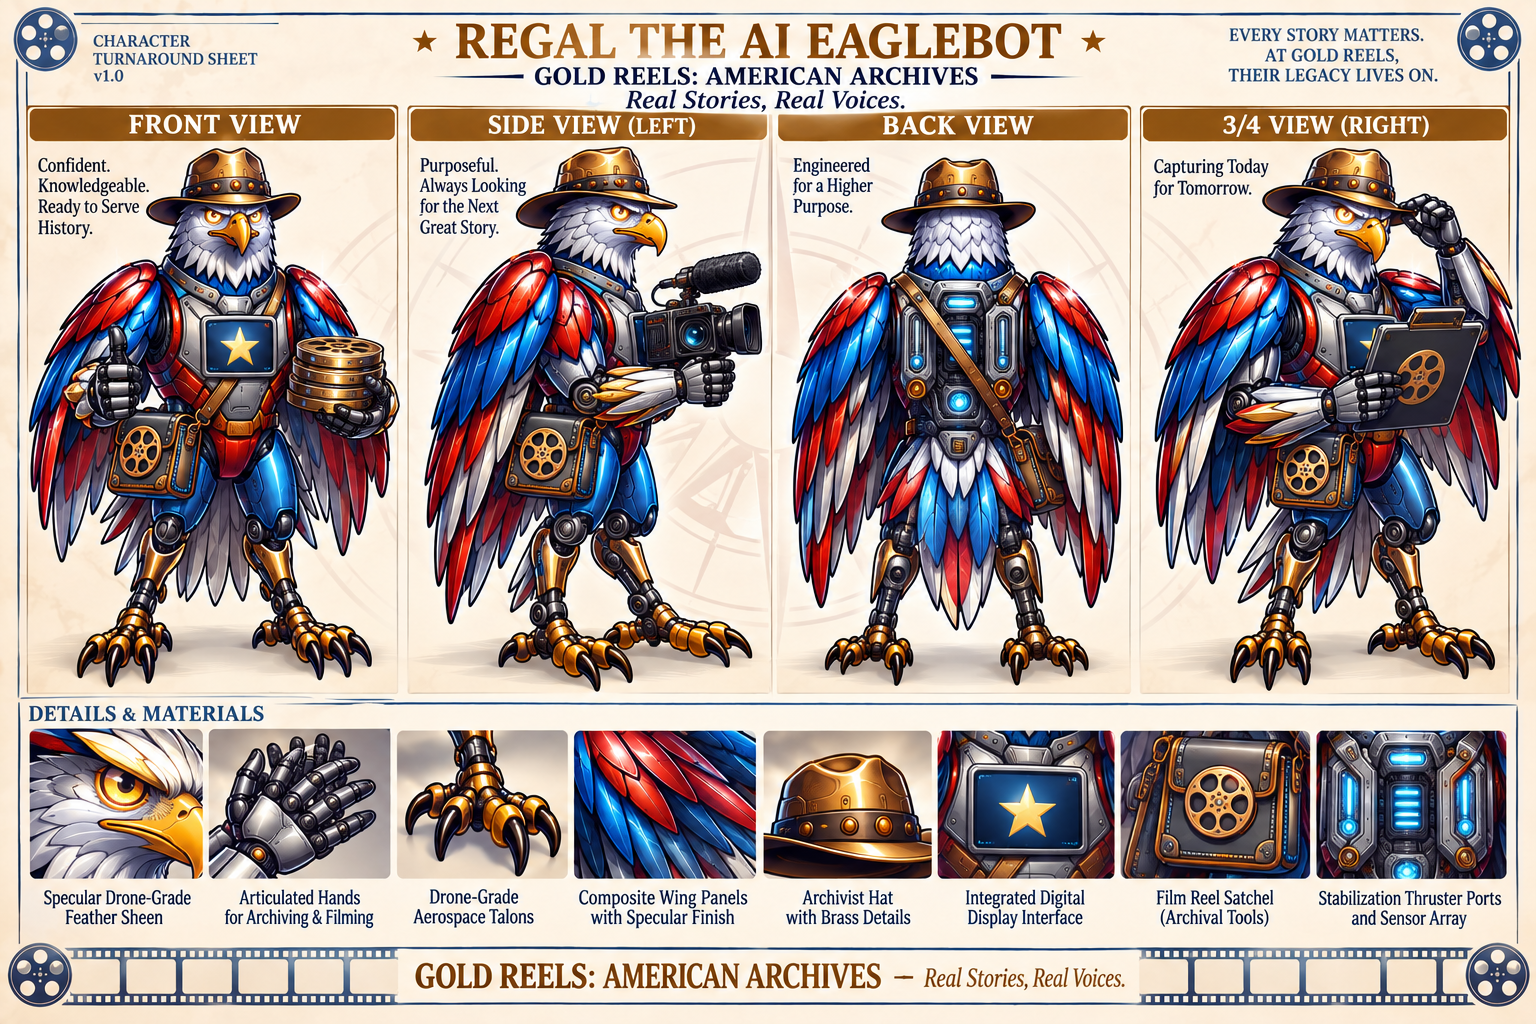 CHARACTER
TURNAROUND SHEET
v1.0
REGAL THE AI EAGLEBOT
GOLD REELS: AMERICAN ARCHIVES
Real Stories, Real Voices.
EVERY STORY MATTERS.
AT GOLD REELS,
THEIR LEGACY LIVES ON.
FRONT VIEW
Confident.
Knowledgeable.
Ready to Serve
History.
SIDE VIEW (LEFT)
Purposeful.
Always Looking
for the Next
Great Story.
BACK VIEW
Engineered
for a Higher
Purpose.
3/4 VIEW (RIGHT)
Capturing Today
for Tomorrow.
DETAILS & MATERIALS
Specular Drone-Grade
Feather Sheen
Articulated Hands
for Archiving & Filming
Drone-Grade
Aerospace Talons
Composite Wing Panels
with Specular Finish
Archivist Hat
with Brass Details
Integrated Digital
Display Interface
Film Reel Satchel
(Archival Tools)
Stabilization Thruster Ports
and Sensor Array
GOLD REELS: AMERICAN ARCHIVES — Real Stories, Real Voices.